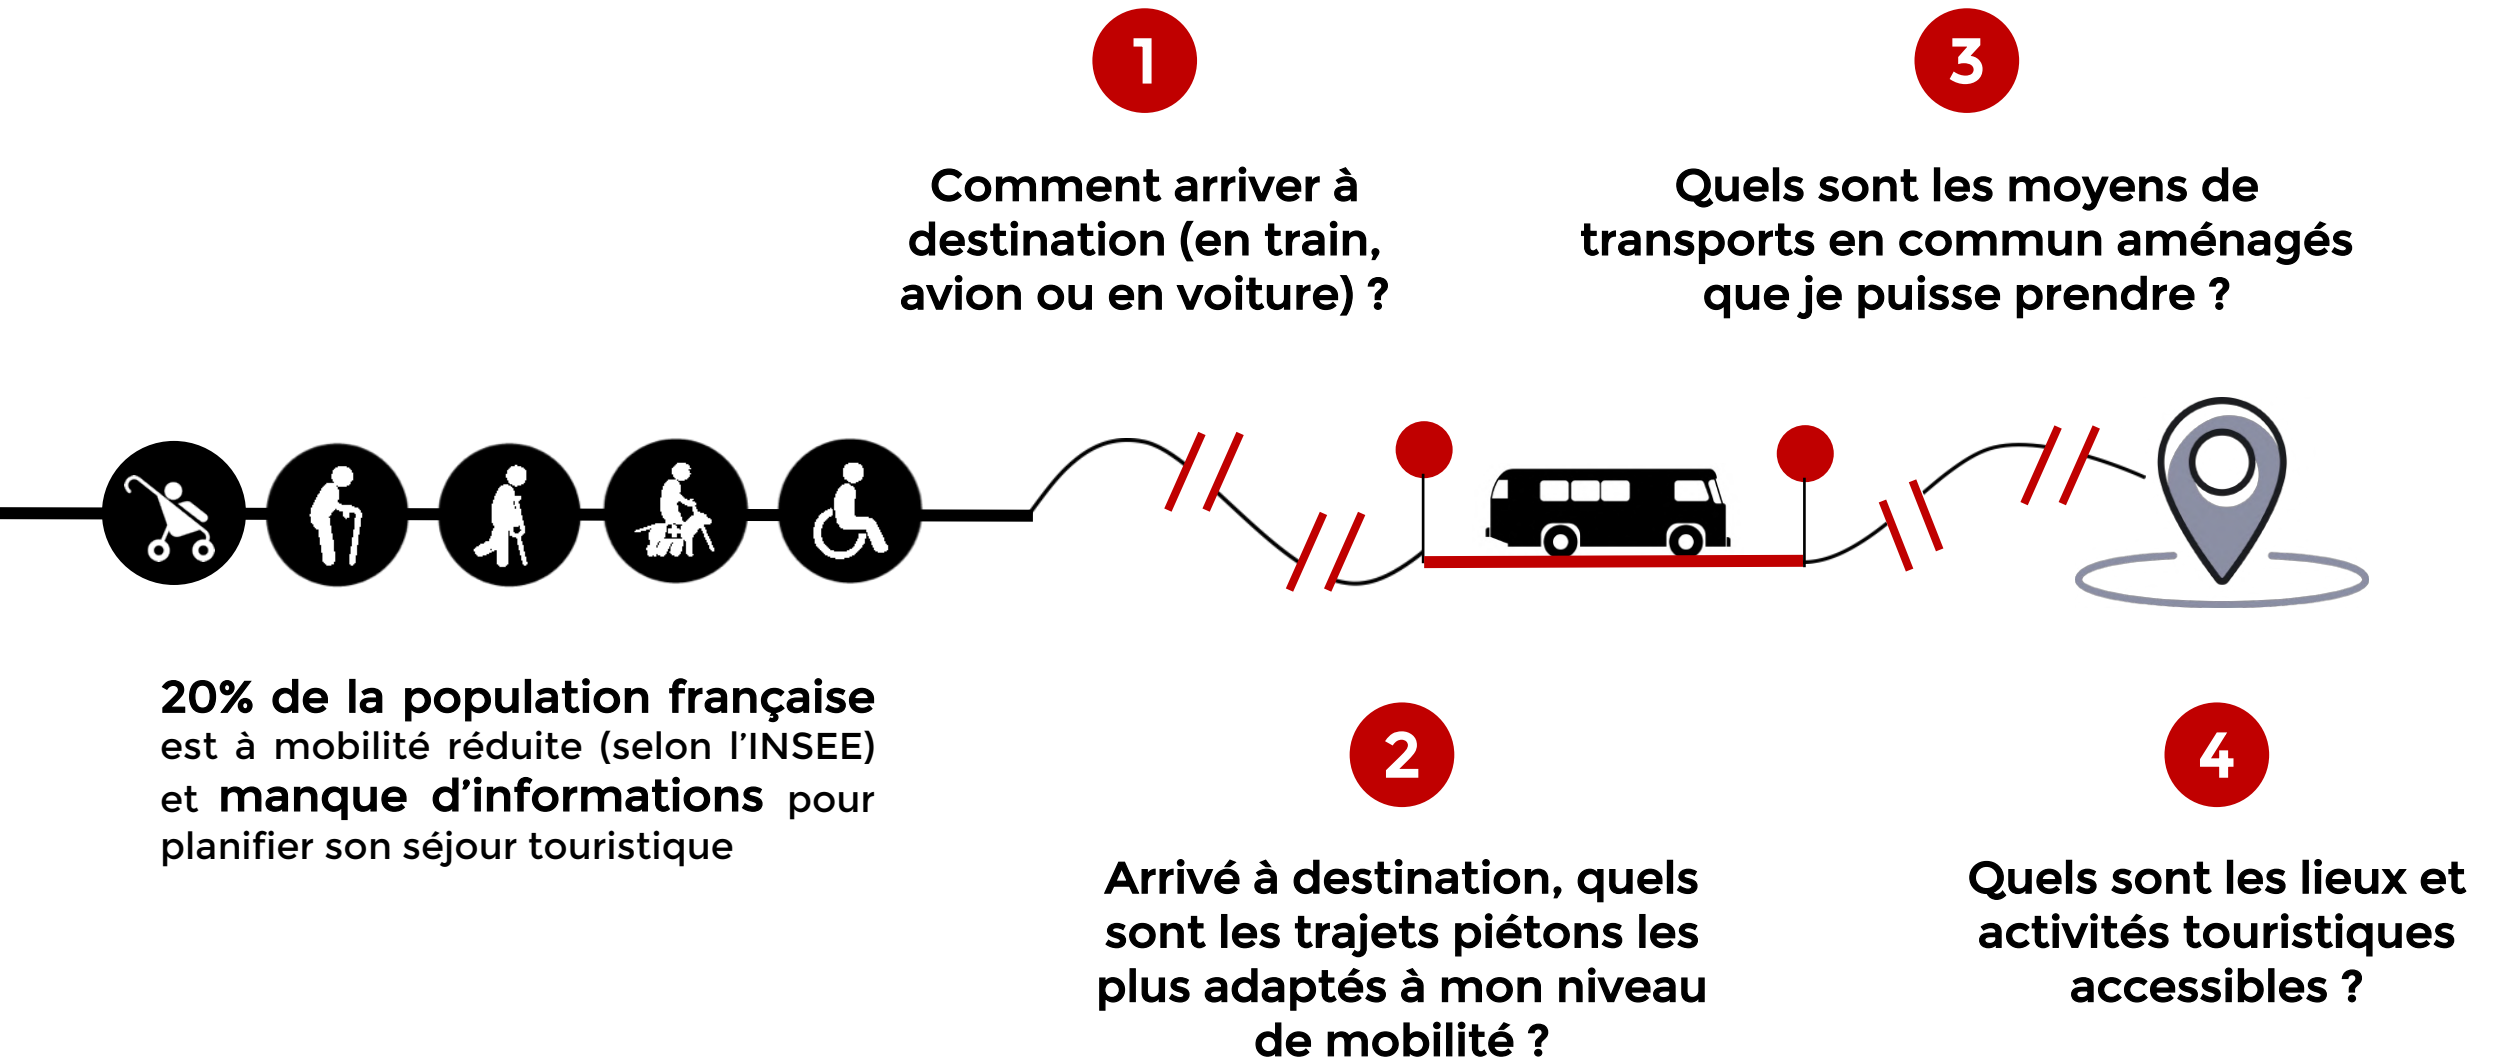 1
Comment arriver à
destination (en train,
avion ou en voiture) ?
3
Quels sont les moyens de
transports en commun aménagés
que je puisse prendre ?
20% de la population française
est à mobilité réduite (selon l’INSEE)
et manque d’informations pour
planifier son séjour touristique
2
Arrivé à destination, quels
sont les trajets piétons les
plus adaptés à mon niveau
de mobilité ?
4
Quels sont les lieux et
activités touristiques
accessibles ?